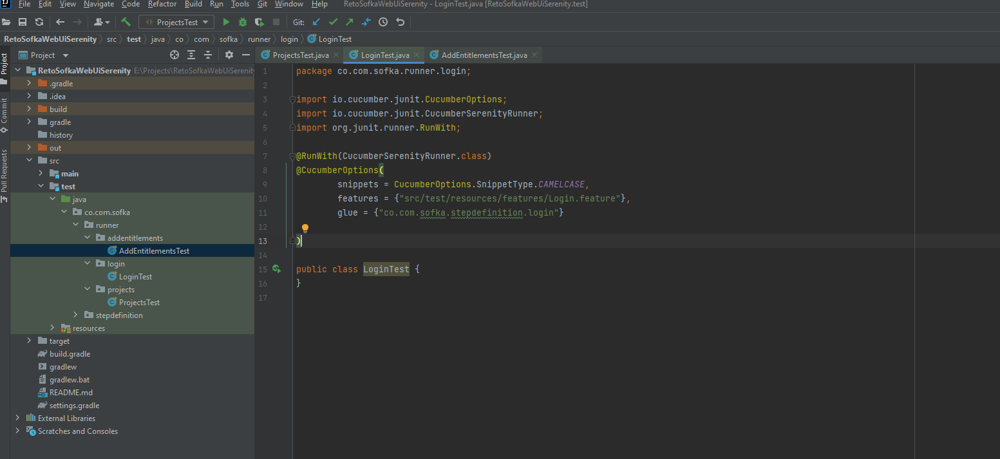 File Edit View Navigate Code Refactor Build Run Tools Git Window Help RetoSofkaWebUiSerenity - LoginTest.java [RetoSofkaWebUiSerenity.test]
ProjectsTest Git:
RetoSofkaWebUiSerenity src test java co com sofka runner login LoginTest
Project
ProjectsTest.java LoginTest.java AddEntitlementsTest.java
Project
Commit
Pull Requests
RetoSofkaWebUiSerenity E:\Projects\RetoSofkaWebUiSerenity
.gradle
.idea
build
gradle
history
out
src
main
test
java
co.com.sofka
runner
addentitlements
AddEntitlementsTest
login
LoginTest
projects
ProjectsTest
stepdefinition
resources
target
build.gradle
gradlew
gradlew.bat
README.md
settings.gradle
External Libraries
Scratches and Consoles
1 package co.com.sofka.runner.login;
2
3 import io.cucumber.junit.CucumberOptions;
4 import io.cucumber.junit.CucumberSerenityRunner;
5 import org.junit.runner.RunWith;
6
7 @RunWith(CucumberSerenityRunner.class)
8 @CucumberOptions(
9 snippets = CucumberOptions.SnippetType.CAMELCASE,
10 features = {"src/test/resources/features/Login.feature"},
11 glue = {"co.com.sofka.stepdefinition.login"}
12
13 )
14
15 public class LoginTest {
16 }
17